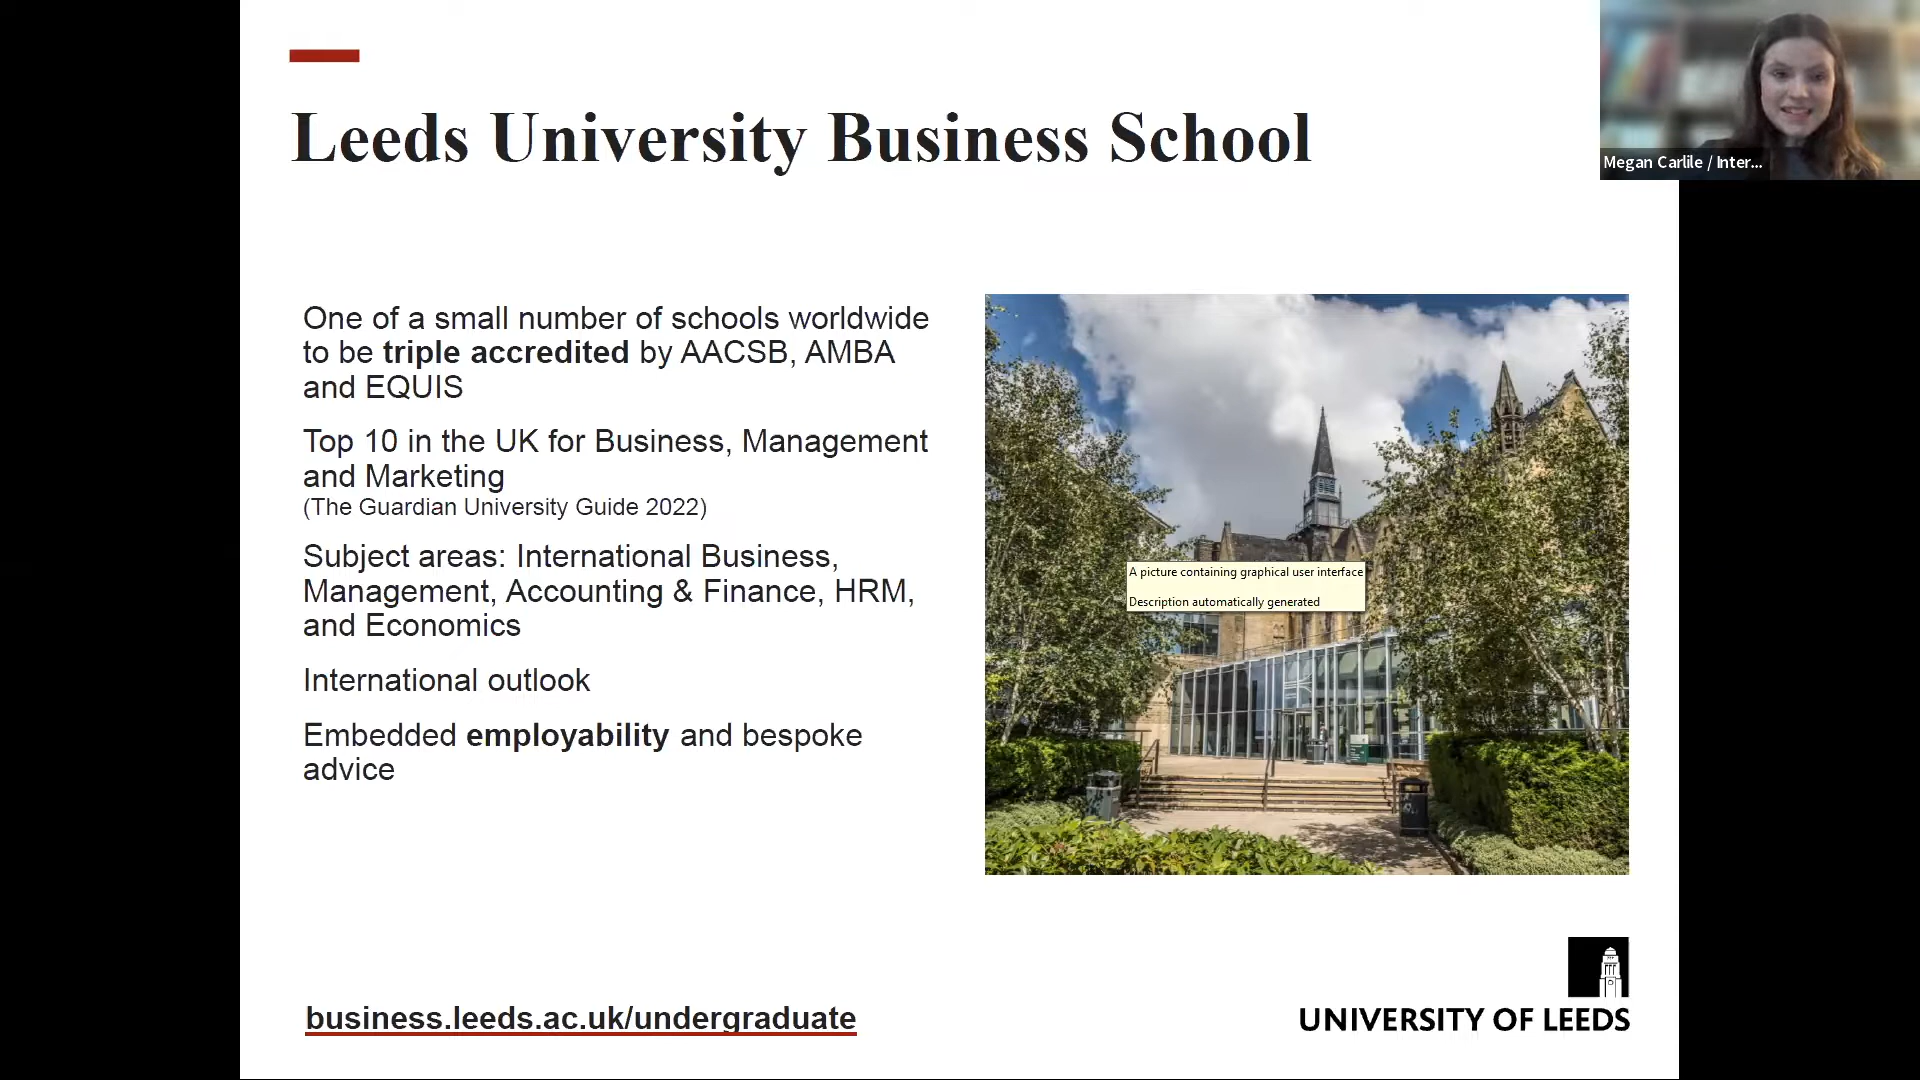 Leeds University Business School
Megan Carlile / Inter...
One of a small number of schools worldwide
to be triple accredited by AACSB, AMBA
and EQUIS
Top 10 in the UK for Business, Management
and Marketing
(The Guardian University Guide 2022)
Subject areas: International Business,
Management, Accounting & Finance, HRM,
and Economics
International outlook
Embedded employability and bespoke
advice
A picture containing graphical user interface
Description automatically generated
business.leeds.ac.uk/undergraduate
UNIVERSITY OF LEEDS